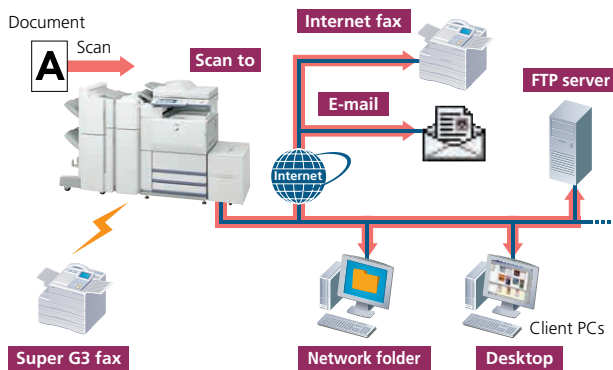 Document
A
Scan
Scan to
Internet fax
E-mail
FTP server
Internet
Client PCs
Super G3 fax
Network folder
Desktop